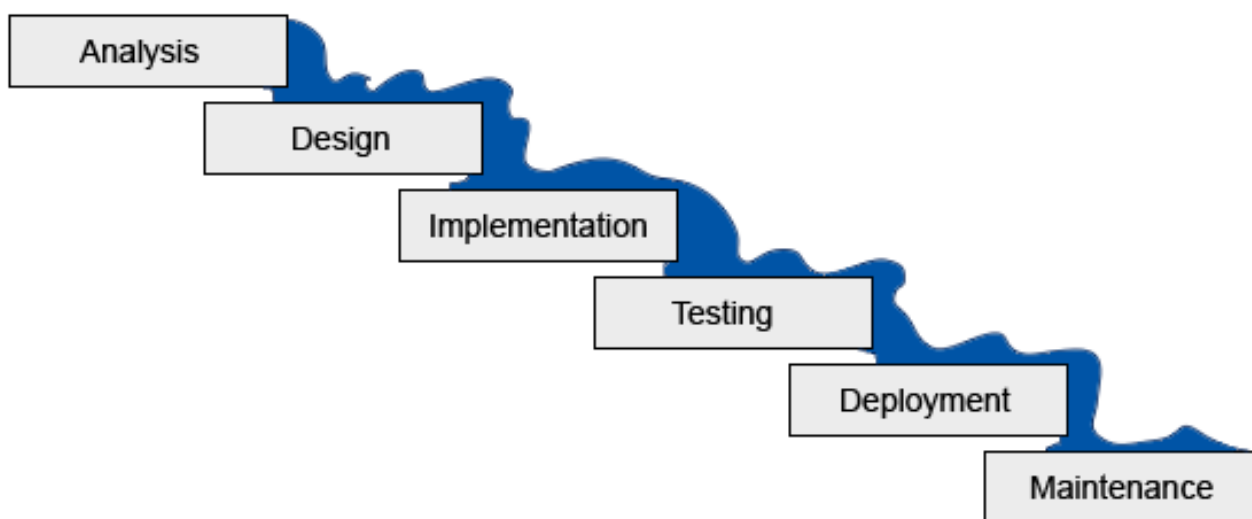 Analysis
Design
Implementation
Testing
Deployment
Maintenance